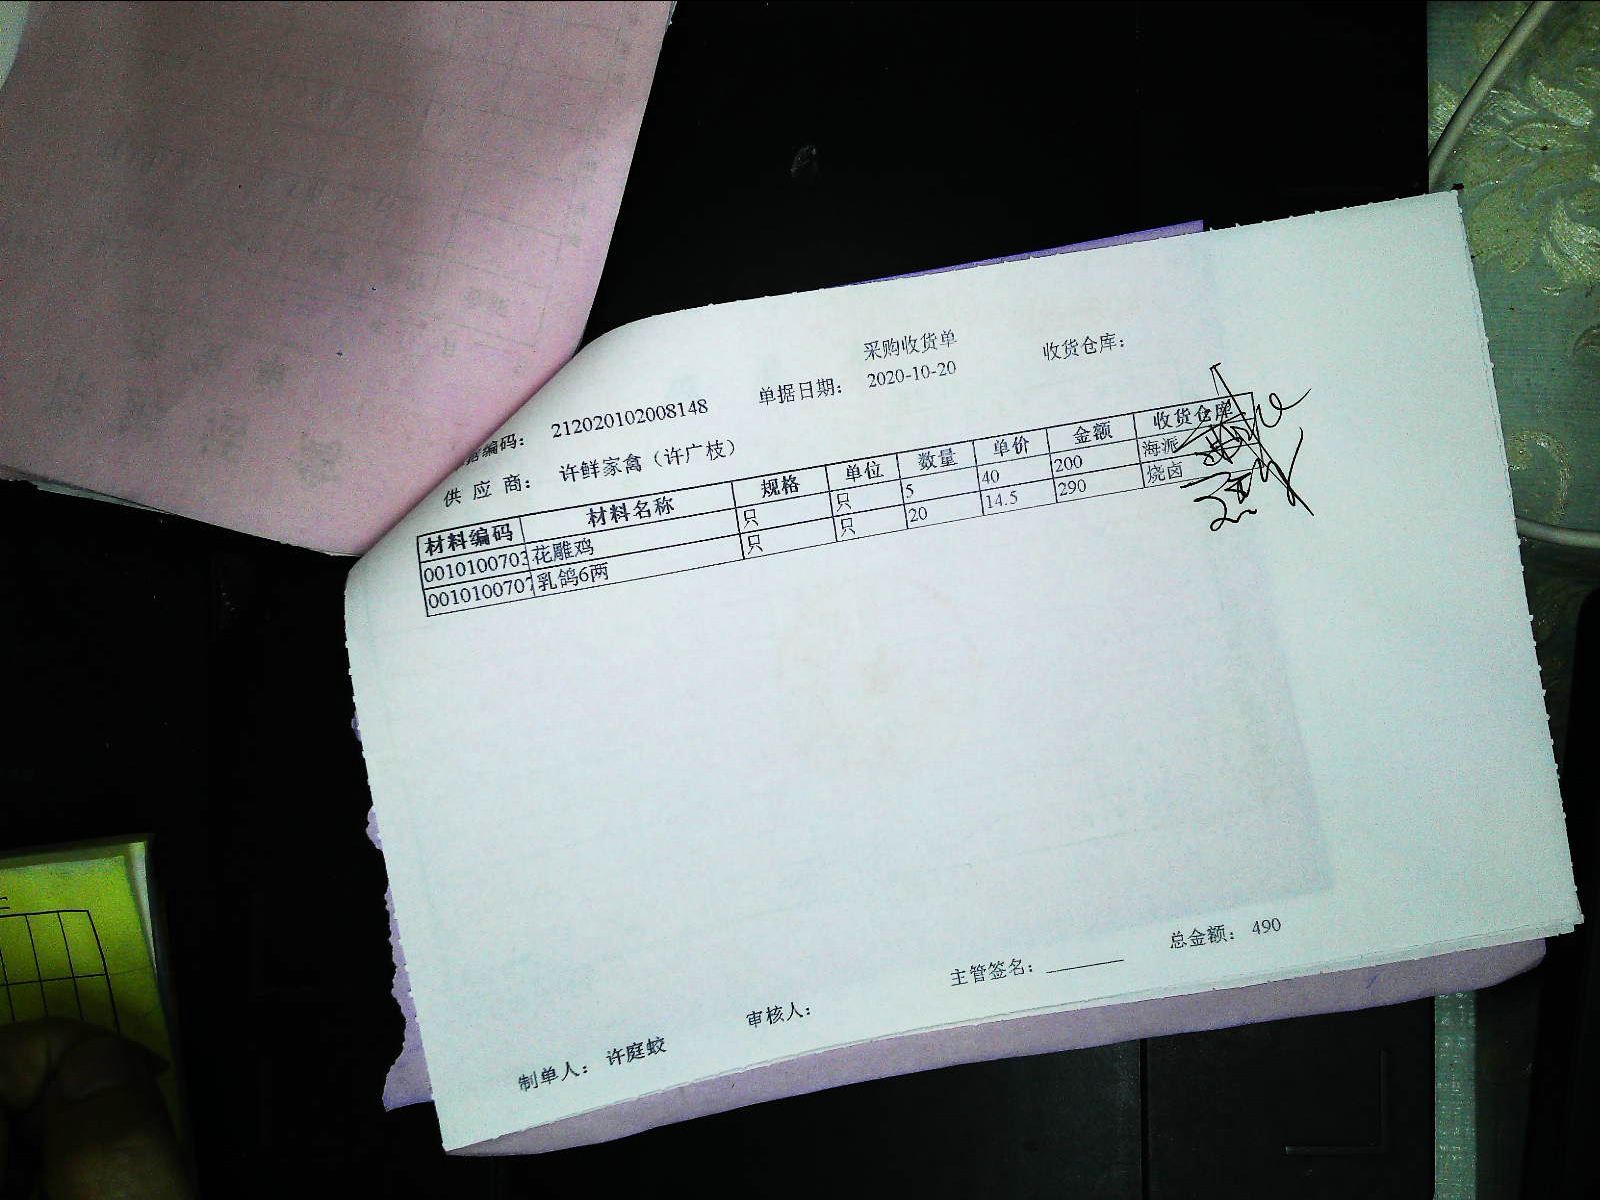 采购收货单
据编码： 212020102008148 单据日期： 2020-10-20 收货仓库：
供 应 商： 许鲜家禽（许广枝）
材料编码 材料名称 规格 单位 数量 单价 金额 收货仓库
0010100703 花雕鸡 只 只 5 40 200 海派
0010100707 乳鸽6两 只 只 20 14.5 290 烧卤
总金额： 490
制单人： 许庭蛟 审核人： 主管签名：